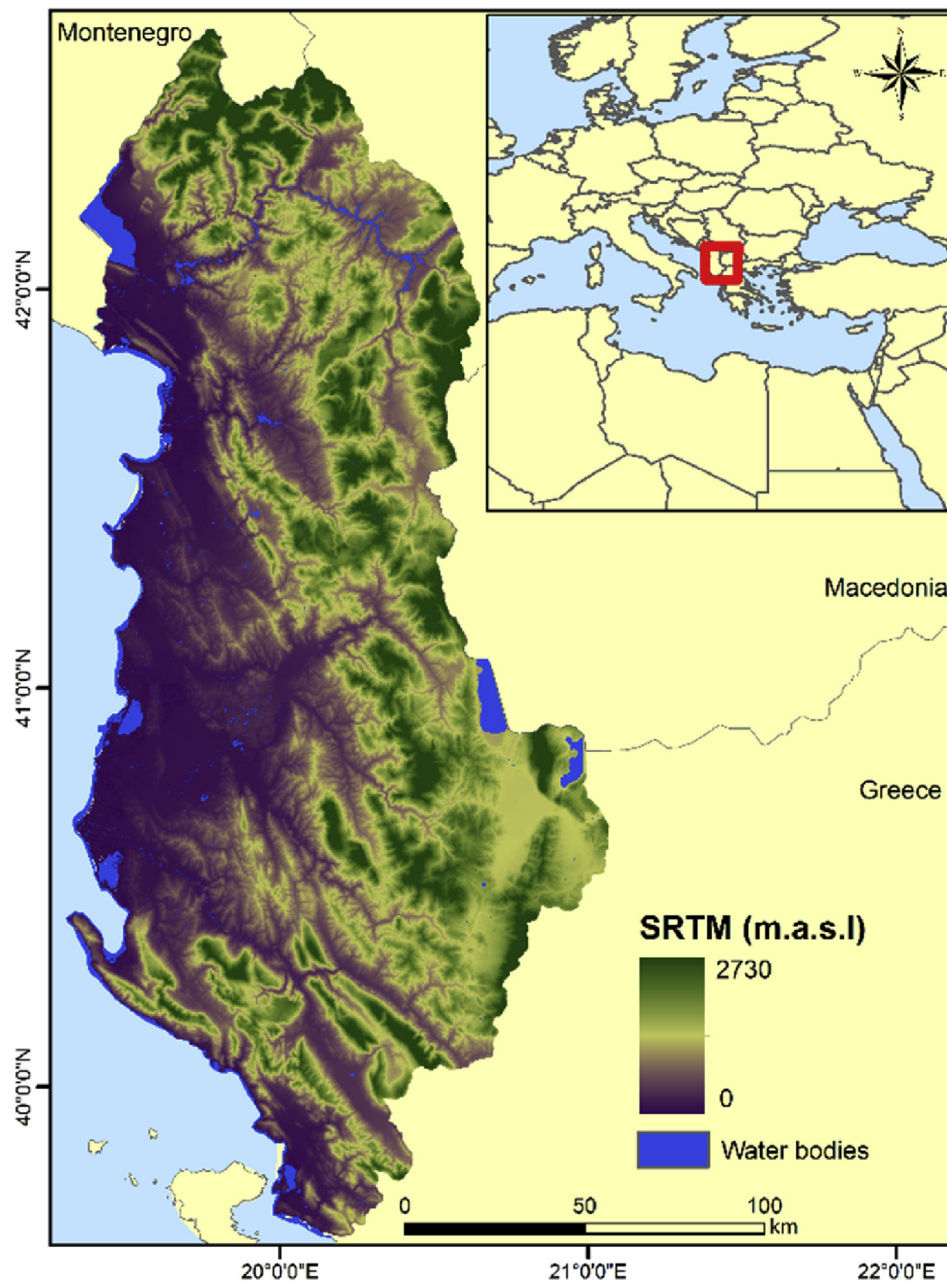 Montenegro
N
W
E
S
42°0'0"N
Macedonia
41°0'0"N
Greece
SRTM (m.a.s.l)
2730
0
40°0'0"N
Water bodies
0 50 100
km
20°0'0"E 21°0'0"E 22°0'0"E